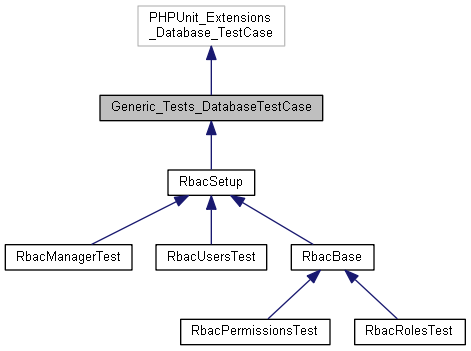 PHPUnit_Extensions
_Database_TestCase
Generic_Tests_DatabaseTestCase
RbacSetup
RbacManagerTest
RbacUsersTest
RbacBase
RbacPermissionsTest
RbacRolesTest